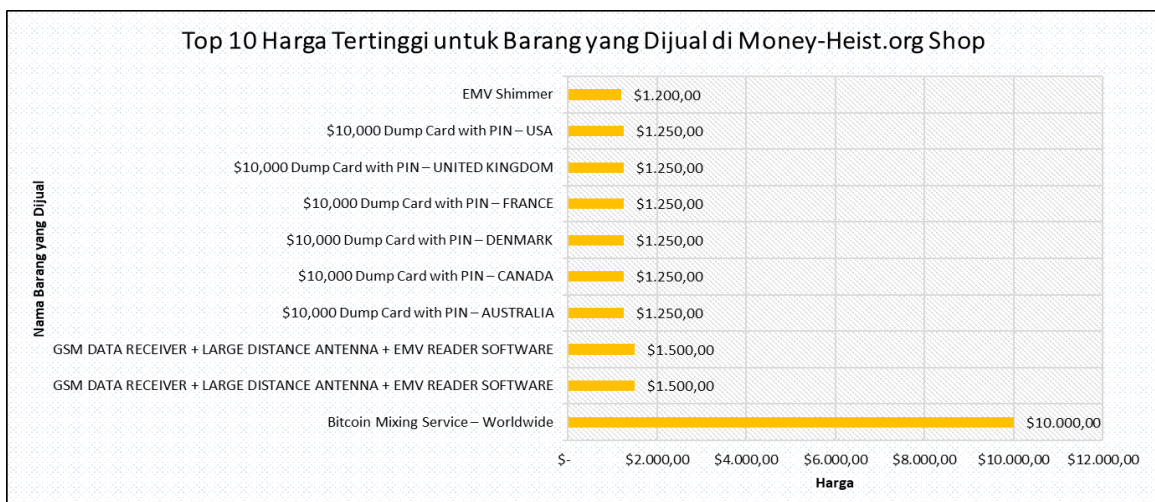 Top 10 Harga Tertinggi untuk Barang yang Dijual di Money-Heist.org Shop
Nama Barang yang Dijual
EMV Shimmer
$1.200,00
$10,000 Dump Card with PIN – USA
$1.250,00
$10,000 Dump Card with PIN – UNITED KINGDOM
$1.250,00
$10,000 Dump Card with PIN – FRANCE
$1.250,00
$10,000 Dump Card with PIN – DENMARK
$1.250,00
$10,000 Dump Card with PIN – CANADA
$1.250,00
$10,000 Dump Card with PIN – AUSTRALIA
$1.250,00
GSM DATA RECEIVER + LARGE DISTANCE ANTENNA + EMV READER SOFTWARE
$1.500,00
GSM DATA RECEIVER + LARGE DISTANCE ANTENNA + EMV READER SOFTWARE
$1.500,00
Bitcoin Mixing Service – Worldwide
$10.000,00
$- $2.000,00 $4.000,00 $6.000,00 $8.000,00 $10.000,00 $12.000,00
Harga